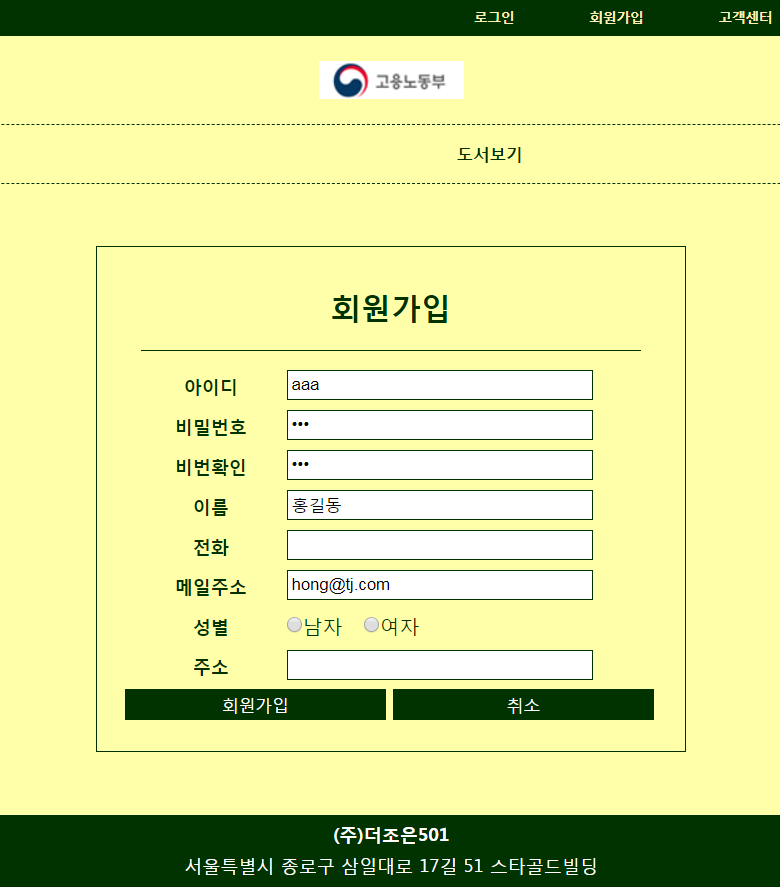 로그인 회원가입 고객센터
고용노동부
도서보기
회원가입
아이디 aaa
비밀번호 •••
비번확인 •••
이름 홍길동
전화
메일주소 hong@tj.com
성별 남자 여자
주소
회원가입 취소
(주)더조은501
서울특별시 종로구 삼일대로 17길 51 스타골드빌딩